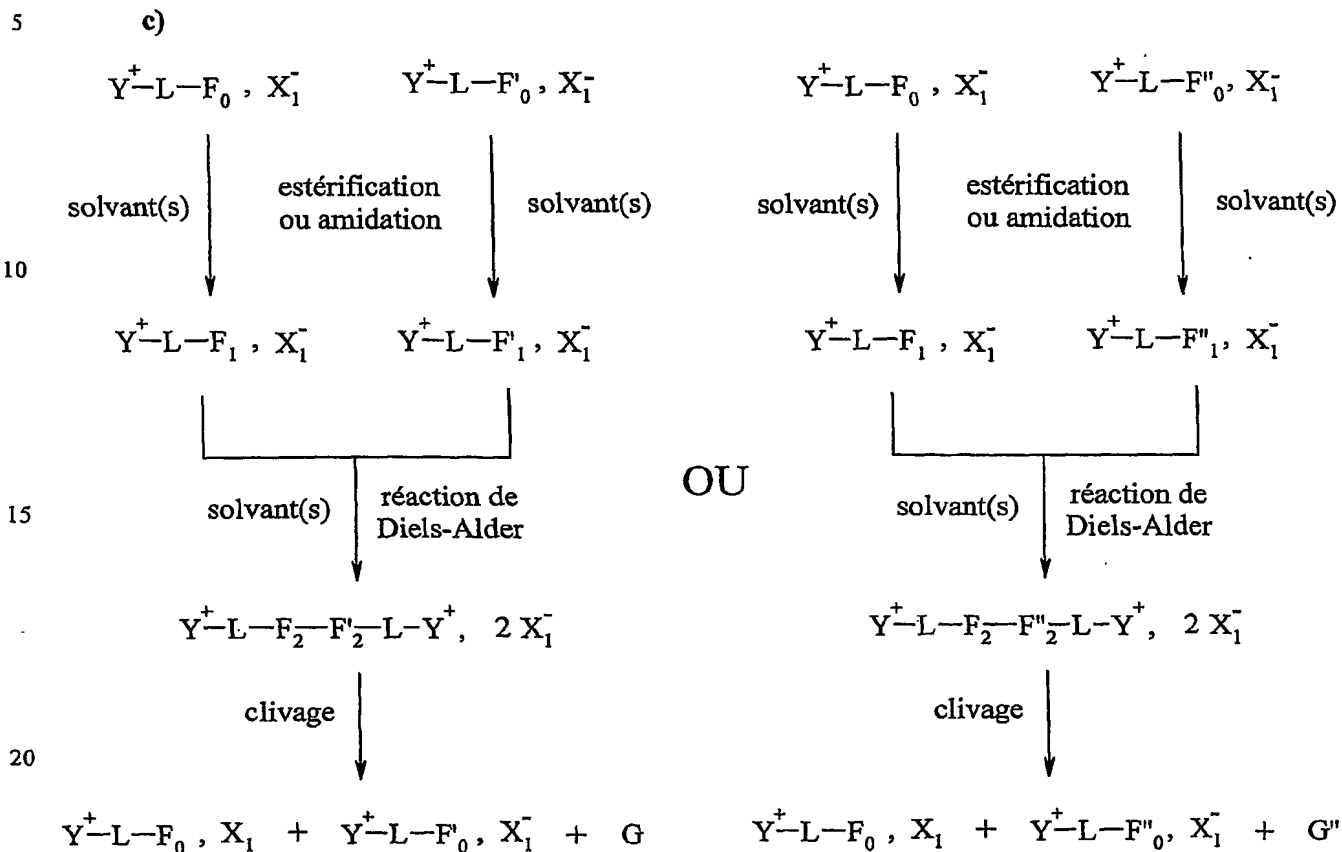 5 c)
Y⁺—L—F₀ , X₁⁻ Y⁺—L—F'₀ , X₁⁻ Y⁺—L—F₀ , X₁⁻ Y⁺—L—F"₀, X₁⁻
solvant(s) estérification ou amidation solvant(s) solvant(s) estérification ou amidation solvant(s)
10
Y⁺—L—F₁ , X₁⁻ Y⁺—L—F'₁ , X₁⁻ Y⁺—L—F₁ , X₁⁻ Y⁺—L—F"₁, X₁⁻
OU
15 solvant(s) réaction de Diels-Alder solvant(s) réaction de Diels-Alder
Y⁺—L—F₂—F'₂—L—Y⁺, 2 X₁⁻ Y⁺—L—F₂—F"₂—L—Y⁺, 2 X₁⁻
clivage clivage
20
Y⁺—L—F₀ , X₁ + Y⁺—L—F'₀ , X₁⁻ + G Y⁺—L—F₀ , X₁ + Y⁺—L—F"₀, X₁⁻ + G"